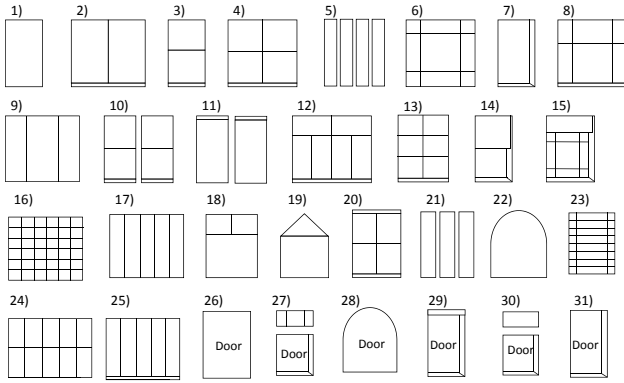 1) 2) 3) 4) 5) 6) 7) 8)
9) 10) 11) 12) 13) 14) 15)
16) 17) 18) 19) 20) 21) 22) 23)
24) 25) 26) 27) 28) 29) 30) 31)
Door Door Door Door Door Door